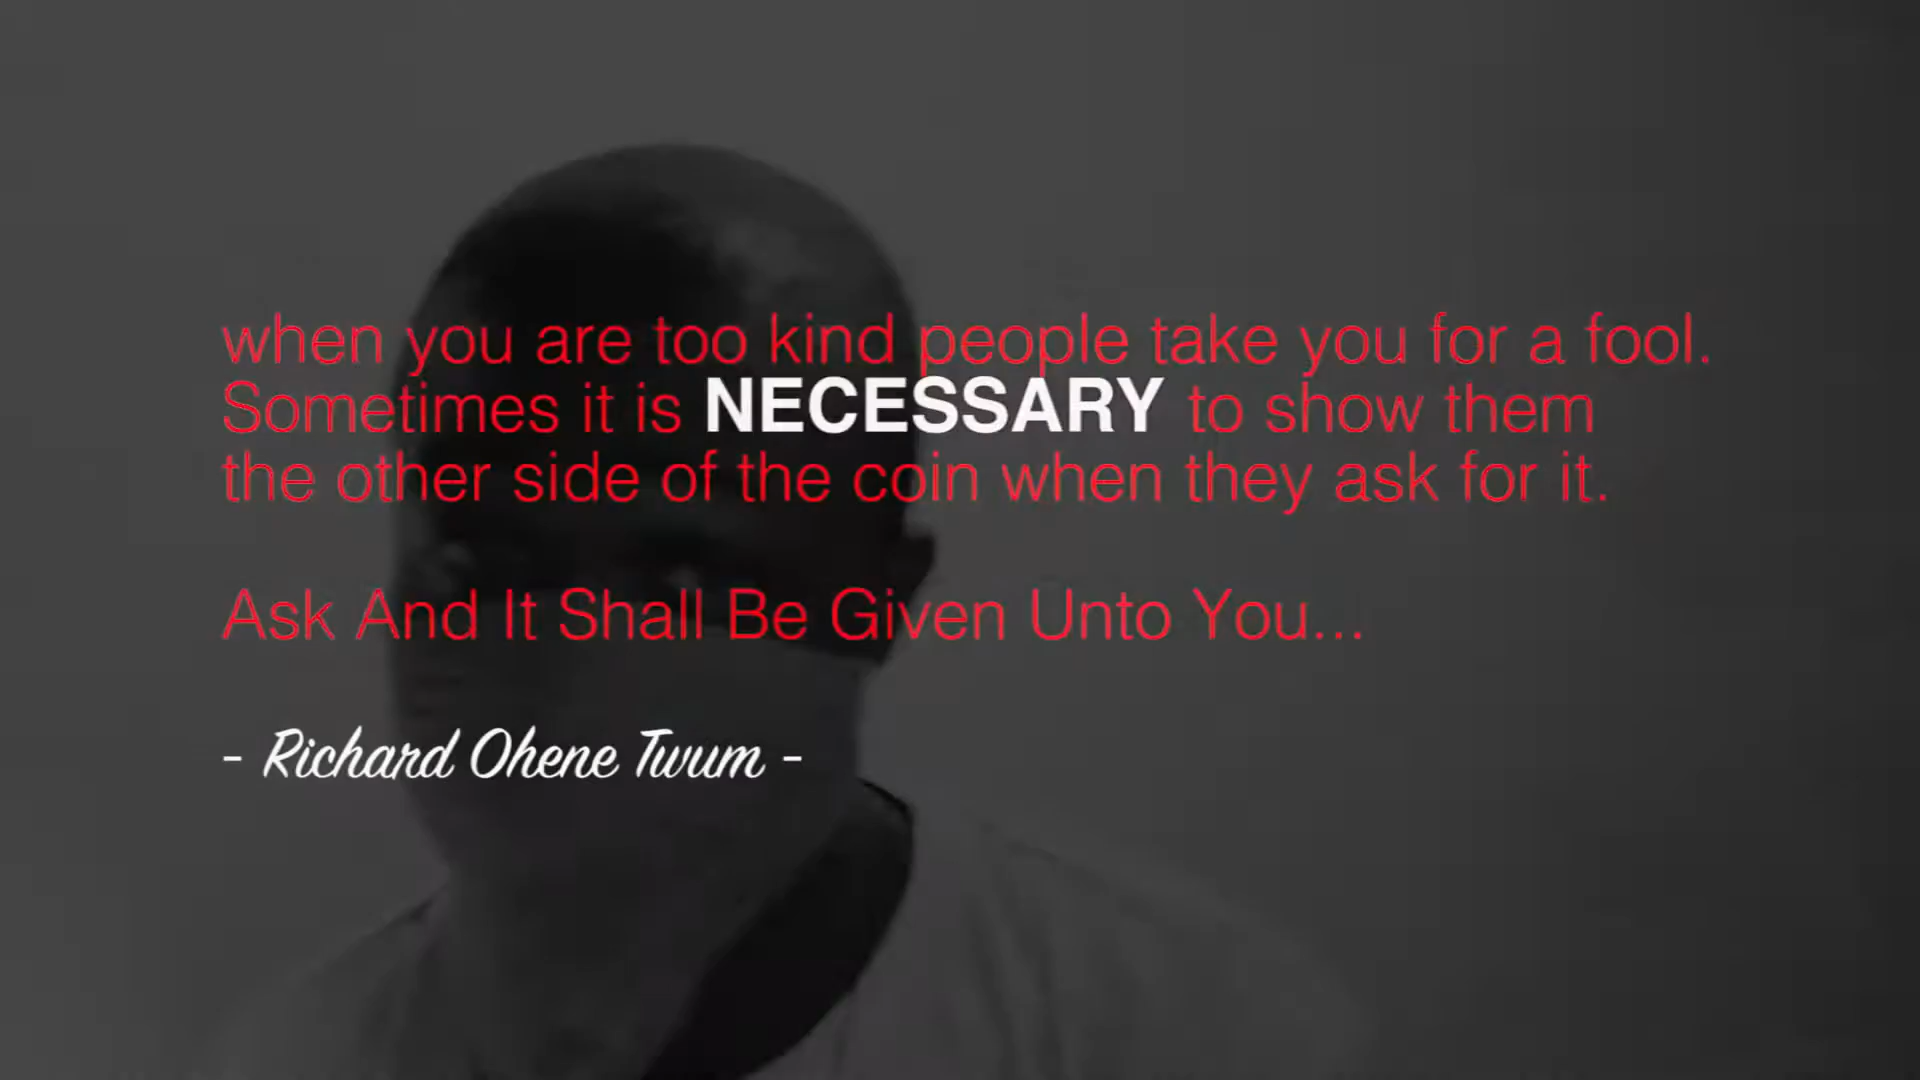 when you are too kind people take you for a fool.
Sometimes it is NECESSARY to show them
the other side of the coin when they ask for it.
Ask And It Shall Be Given Unto You...
- Richard Ohene Twum -